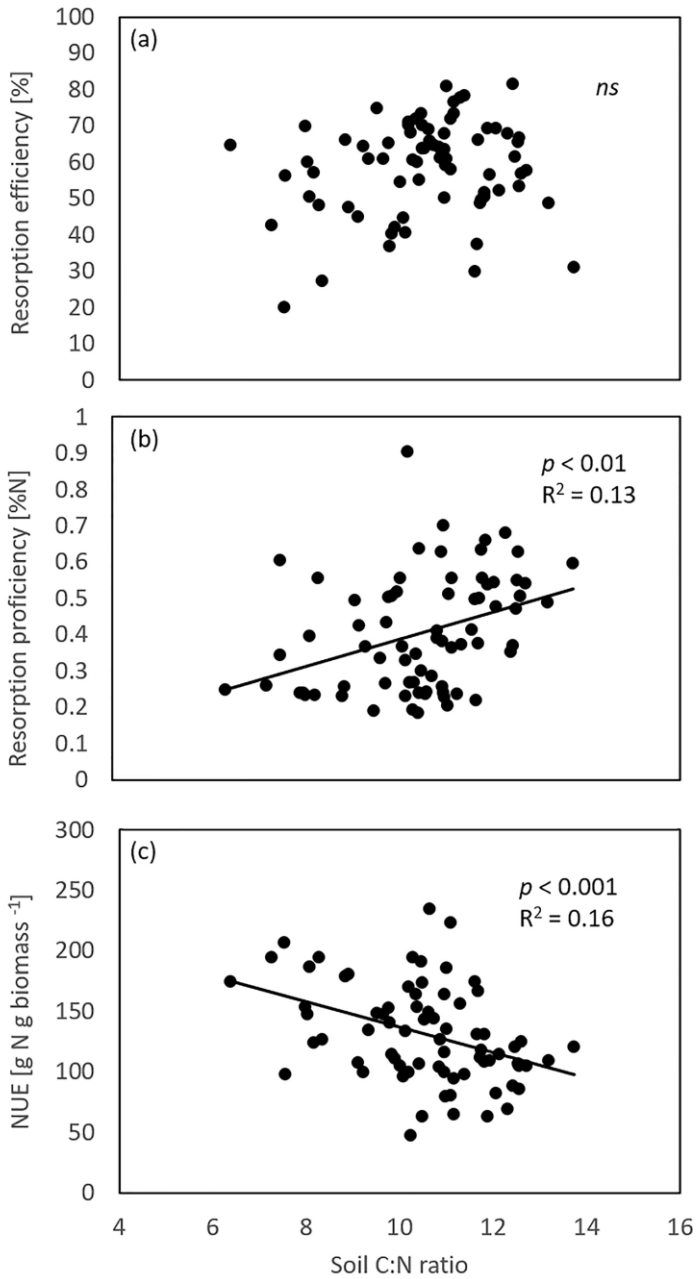 100
(a)
90
80
ns
70
60
50
40
30
20
10
0
Resorption efficiency [%]
1
(b)
0.9
p < 0.01
0.8
R² = 0.13
0.7
0.6
0.5
0.4
0.3
0.2
0.1
0
Resorption proficiency [%N]
300
(c)
250
p < 0.001
R² = 0.16
200
150
100
50
0
NUE [g N g biomass ⁻¹]
4 6 8 10 12 14 16
Soil C:N ratio